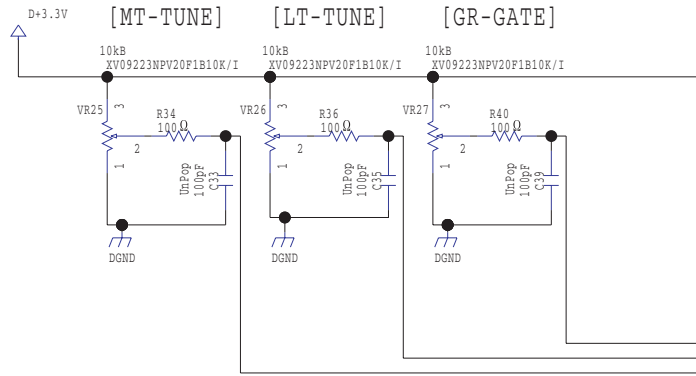 [MT-TUNE] [LT-TUNE] [GR-GATE]
D+3.3V
10kB 10kB 10kB
XV09223NPV20F1B10K/I XV09223NPV20F1B10K/I XV09223NPV20F1B10K/I
VR25
3
R34
100Ω
2
1
UnPop
100pF
C33
DGND
VR26
3
R36
100Ω
2
1
UnPop
100pF
C35
DGND
VR27
3
R40
100Ω
2
1
UnPop
100pF
C39
DGND